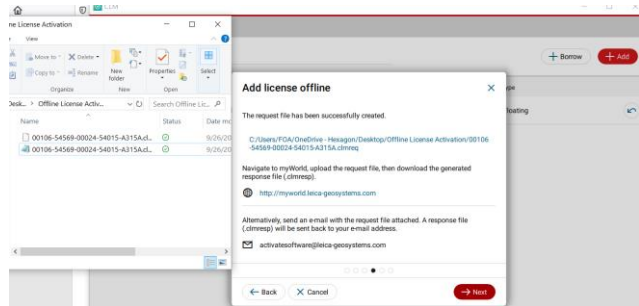 CLM
ne License Activation
View
Move to
Delete
Copy to
Rename
New folder
Properties
Select
Organize
New
Open
Desk... > Offline License Activ...
Search Offline Lic...
Name
Status
Date mo
00106-54569-00024-54015-A315A.cl...
9/26/20
00106-54569-00024-54015-A315A.cl...
9/26/20
+ Borrow
+ Add
ype
loating
Add license offline
The request file has been successfully created.
C:/Users/FGA/OneDrive - Hexagon/Desktop/Offline License Activation/00106
-54569-00024-54015-A315A.clmreq
Navigate to myWorld, upload the request file, then download the generated
response file (.clmresp).
http://myworld.leica-geosystems.com
Alternatively, send an e-mail with the request file attached. A response file
(.clmresp) will be sent back to your e-mail address.
activatesoftware@leica-geosystems.com
Back
Cancel
Next